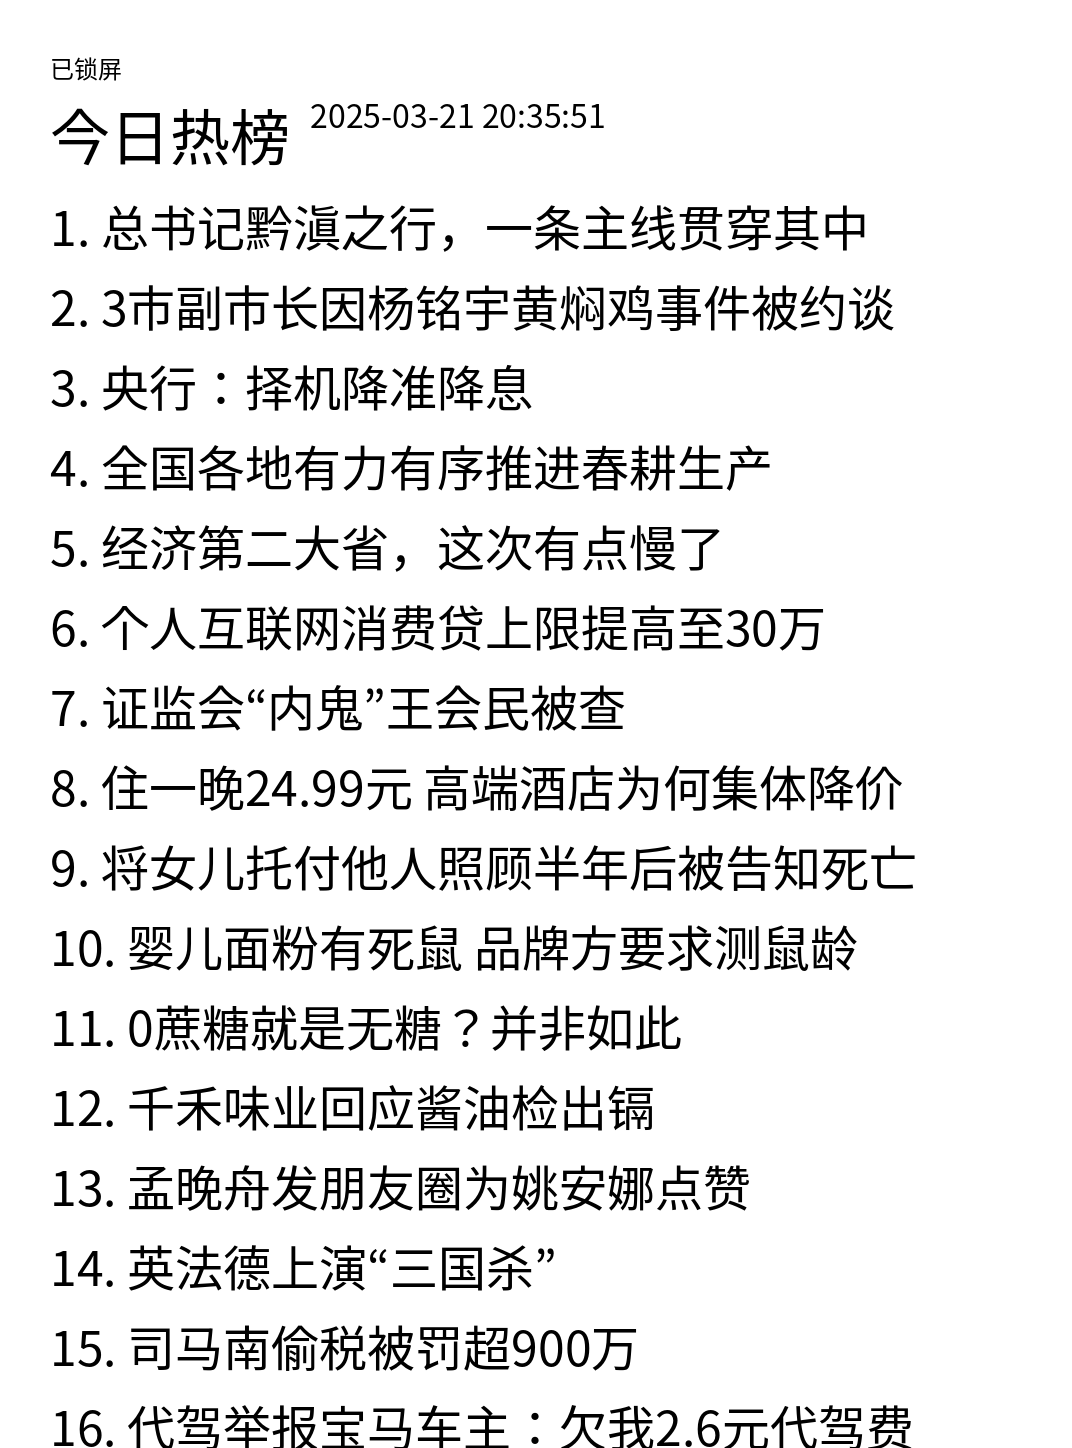 已锁屏
今日热榜 2025-03-21 20:35:51
1. 总书记黔滇之行，一条主线贯穿其中
2. 3市副市长因杨铭宇黄焖鸡事件被约谈
3. 央行：择机降准降息
4. 全国各地有力有序推进春耕生产
5. 经济第二大省，这次有点慢了
6. 个人互联网消费贷上限提高至30万
7. 证监会“内鬼”王会民被查
8. 住一晚24.99元 高端酒店为何集体降价
9. 将女儿托付他人照顾半年后被告知死亡
10. 婴儿面粉有死鼠 品牌方要求测鼠龄
11. 0蔗糖就是无糖？并非如此
12. 千禾味业回应酱油检出镉
13. 孟晚舟发朋友圈为姚安娜点赞
14. 英法德上演“三国杀”
15. 司马南偷税被罚超900万
16. 代驾举报宝马车主：欠我2.6元代驾费